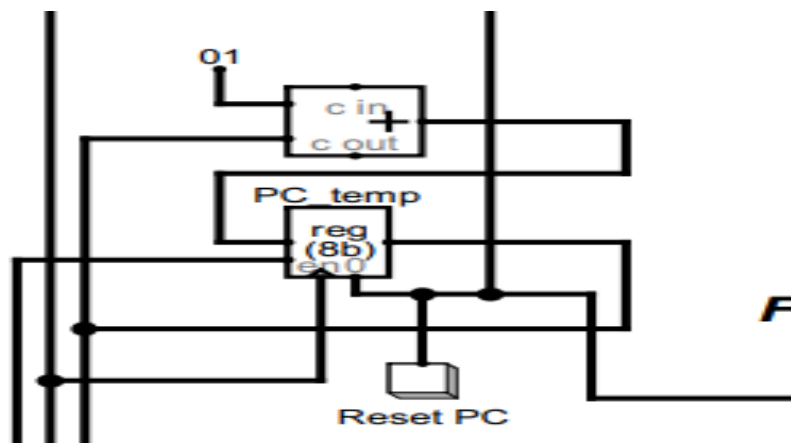 01
c in
+
c out
PC_temp
reg
(8b)
en 0
F
Reset PC